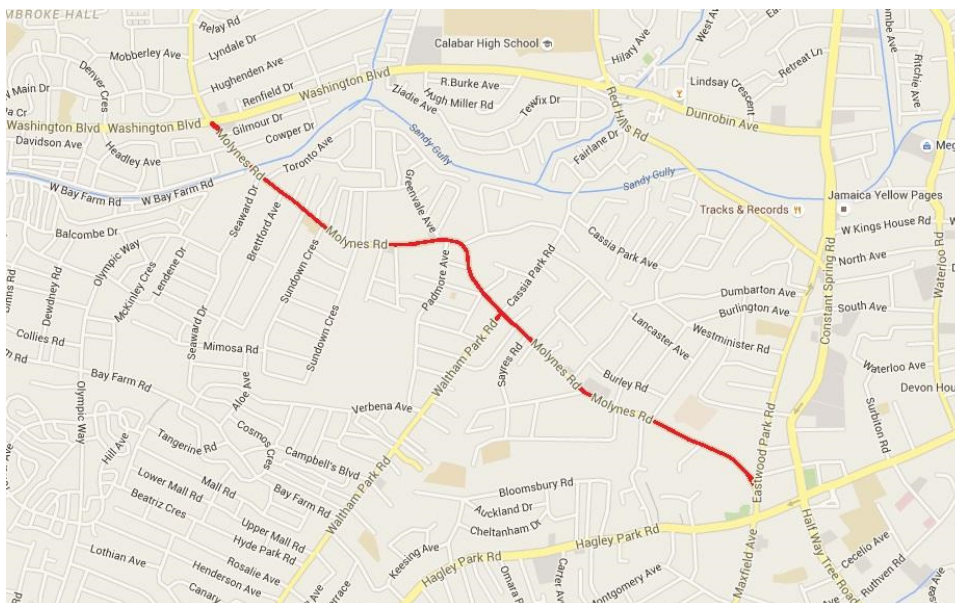 MBROKE HALL
Relay Rd
Mobberley Ave
Lyndale Dr
Calabar High School
Hilary Ave
West Ave
Retreat Ln
Ritchie Ave
Denver Cres
Hughenden Ave
Main Dr
Renfield Dr
Washington Blvd
R.Burke Ave
Ziadie Ave
Hugh Miller Rd
Tewfix Dr
Lindsay Crescent
Red Hills Rd
Dunrobin Ave
Washington Blvd
Washington Blvd
Gilmour Dr
Cowper Dr
Davidson Ave
Headley Ave
Molynes Rd
Toronto Ave
Sandy Gully
Fairlane Dr
Meg
W Bay Farm Rd
W Bay Farm Rd
Sandy Gully
Jamaica Yellow Pages
Tracks & Records
Seaward Dr
Brettford Ave
Greenvale Ave
W Kings House Rd
Balcombe Dr
Olympic Way
Molynes Rd
Cassia Park Ave
North Ave
Constant Spring Rd
Waterloo Rd
Dewdney Rd
McKinley Cres
Lendene Dr
Sundown Cres
Padmore Ave
Cassia Park Rd
Dumbarton Ave
Burlington Ave
South Ave
Collies Rd
Seaward Dr
Mimosa Rd
Sundown Cres
Waltham Park Rd
Sayres Rd
Molynes Rd
Lancaster Ave
Westminister Rd
Waterloo Ave
Devon Hou
Bay Farm Rd
Aloe Ave
Verbena Ave
Burley Rd
Molynes Rd
Surbiton Rd
Olympic Way
Hill Ave
Tangerine Rd
Cosmos Cres
Campbell's Blvd
Waltham Park Rd
Eastwood Park Rd
Lower Mall Rd
Mall Rd
Bay Farm Rd
Bloomsbury Rd
Beatriz Cres
Upper Mall Rd
Auckland Dr
Cheltanham Dr
Hagley Park Rd
Half Way Tree Road
Hyde Park Rd
Lothian Ave
Rosalie Ave
Keesing Ave
Hagley Park Rd
Maxfield Ave
Cecelio Ave
Henderson Ave
Canary
Omara Rd
Carter Ave
Montgomery Ave
Ruthven Rd